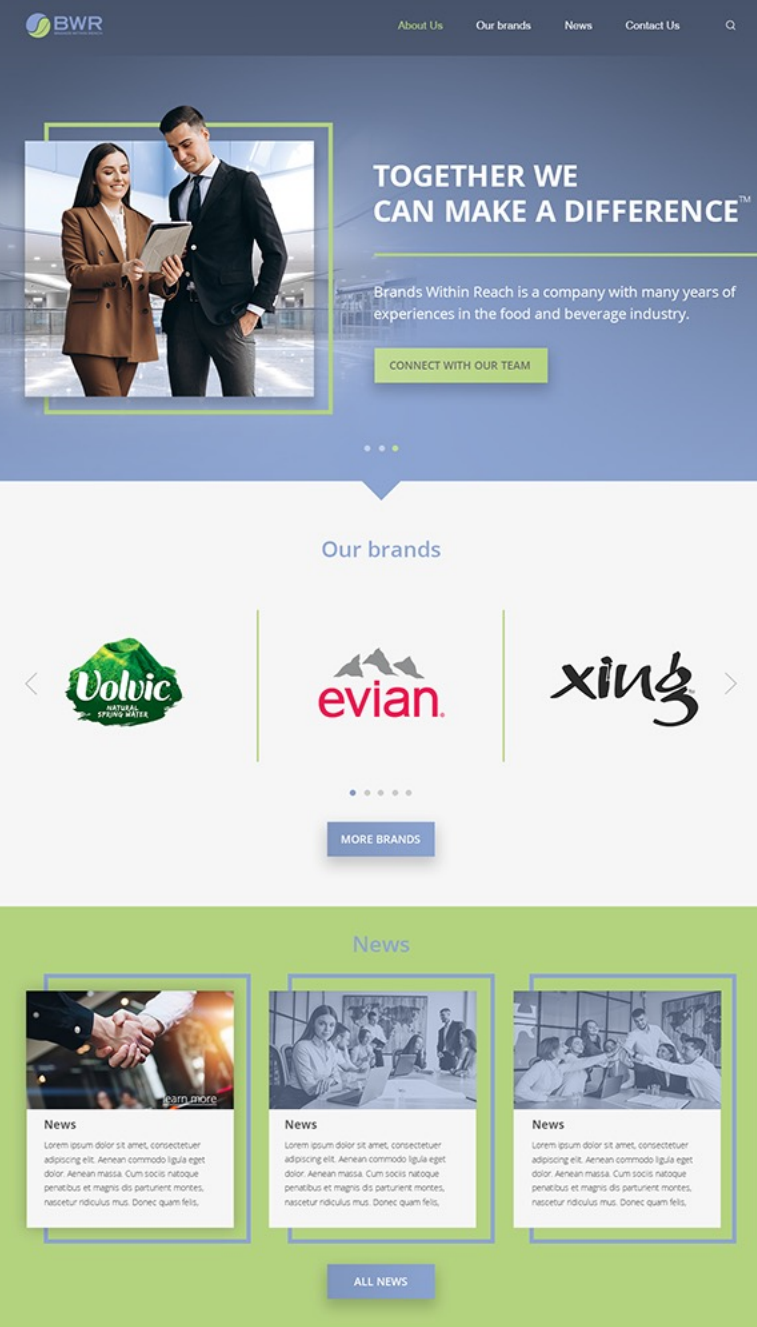 BWR
BRANDS WITHIN REACH
About Us
Our brands
News
Contact Us
TOGETHER WE
CAN MAKE A DIFFERENCE™
Brands Within Reach is a company with many years of
experiences in the food and beverage industry.
CONNECT WITH OUR TEAM
Our brands
Volvic
NATURAL
SPRING WATER
evian®
xing
MORE BRANDS
News
learn more
News
Lorem ipsum dolor sit amet, consectetuer
adipiscing elit. Aenean commodo ligula eget
dolor. Aenean massa. Cum sociis natoque
penatibus et magnis dis parturient montes,
nascetur ridiculus mus. Donec quam felis,
News
Lorem ipsum dolor sit amet, consectetuer
adipiscing elit. Aenean commodo ligula eget
dolor. Aenean massa. Cum sociis natoque
penatibus et magnis dis parturient montes,
nascetur ridiculus mus. Donec quam felis,
News
Lorem ipsum dolor sit amet, consectetuer
adipiscing elit. Aenean commodo ligula eget
dolor. Aenean massa. Cum sociis natoque
penatibus et magnis dis parturient montes,
nascetur ridiculus mus. Donec quam felis,
ALL NEWS